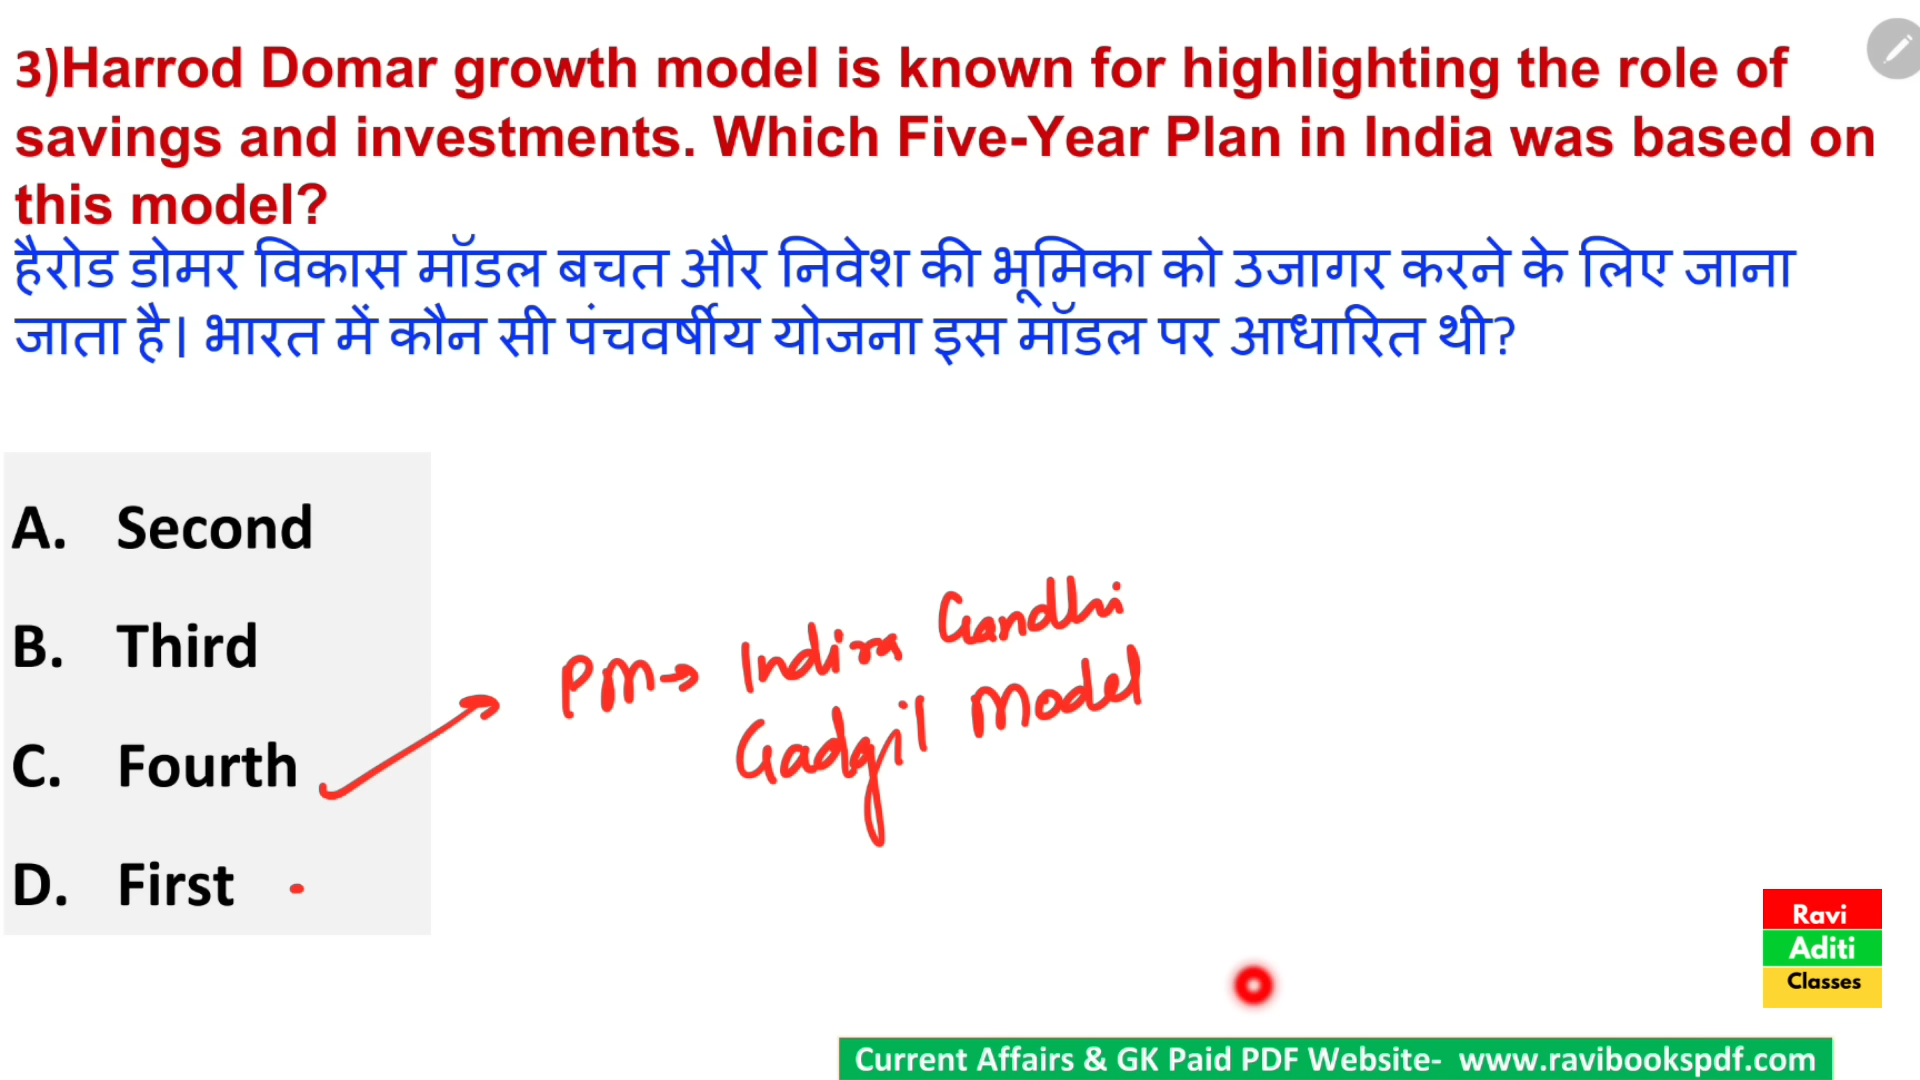 3)Harrod Domar growth model is known for highlighting the role of
savings and investments. Which Five-Year Plan in India was based on
this model?
हैरोड डोमर विकास मॉडल बचत और निवेश की भूमिका को उजागर करने के लिए जाना
जाता है। भारत में कौन सी पंचवर्षीय योजना इस मॉडल पर आधारित थी?
A. Second
B. Third
C. Fourth
D. First
PM→ Indira Gandhi
Gadgil Model
Ravi
Aditi
Classes
Current Affairs & GK Paid PDF Website- www.ravibookspdf.com